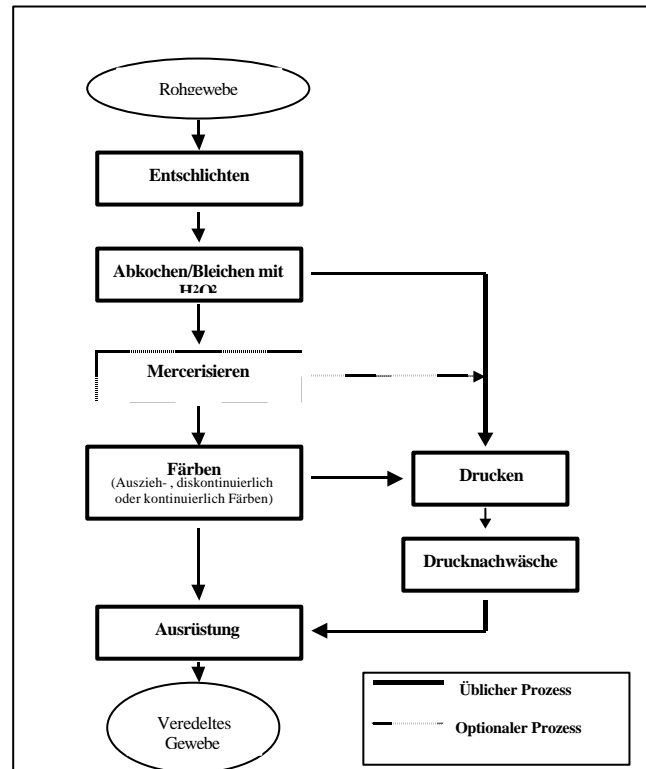 Rohgewebe
Entschlichten
Abkochen/Bleichen mit
H²O²
Mercerisieren
Färben
(Auszieh- , diskontinuierlich
oder kontinuierlich Färben)
Drucken
Drucknachwäsche
Ausrüstung
Veredeltes
Gewebe
Üblicher Prozess
Optionaler Prozess